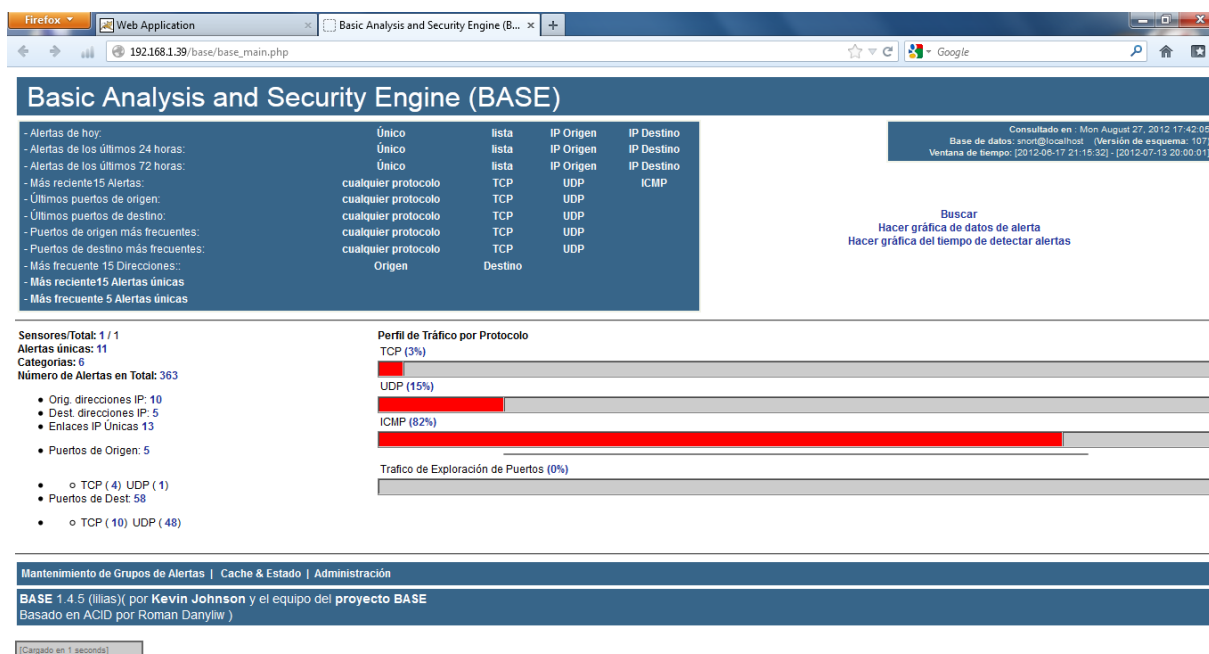 Firefox
Web Application
Basic Analysis and Security Engine (B...
192.168.1.39/base/base_main.php
Google
Basic Analysis and Security Engine (BASE)
- Alertas de hoy: Único lista IP Origen IP Destino
- Alertas de los últimos 24 horas: Único lista IP Origen IP Destino
- Alertas de los últimos 72 horas: Único lista IP Origen IP Destino
- Más reciente15 Alertas: cualquier protocolo TCP UDP ICMP
- Últimos puertos de origen: cualquier protocolo TCP UDP
- Últimos puertos de destino: cualquier protocolo TCP UDP
- Puertos de origen más frecuentes: cualquier protocolo TCP UDP
- Puertos de destino más frecuentes: cualquier protocolo TCP UDP
- Más frecuente 15 Direcciones:: Origen Destino
- Más reciente15 Alertas únicas
- Más frecuente 5 Alertas únicas
Consultado en : Mon August 27, 2012 17:42:05
Base de datos: snort@localhost (Versión de esquema: 107)
Ventana de tiempo: [2012-06-17 21:15:32] - [2012-07-13 20:00:01]
Buscar
Hacer gráfica de datos de alerta
Hacer gráfica del tiempo de detectar alertas
Sensores/Total: 1 / 1
Alertas únicas: 11
Categorias: 6
Número de Alertas en Total: 363
Orig. direcciones IP: 10
Dest. direcciones IP: 5
Enlaces IP Únicas 13
Puertos de Origen: 5
TCP ( 4) UDP ( 1)
Puertos de Dest: 58
TCP ( 10) UDP ( 48)
Perfil de Tráfico por Protocolo
TCP (3%)
UDP (15%)
ICMP (82%)
Trafico de Exploración de Puertos (0%)
Mantenimiento de Grupos de Alertas | Cache & Estado | Administración
BASE 1.4.5 (lilias)( por Kevin Johnson y el equipo del proyecto BASE
Basado en ACID por Roman Danyliw )
[Cargado en 1 seconds]